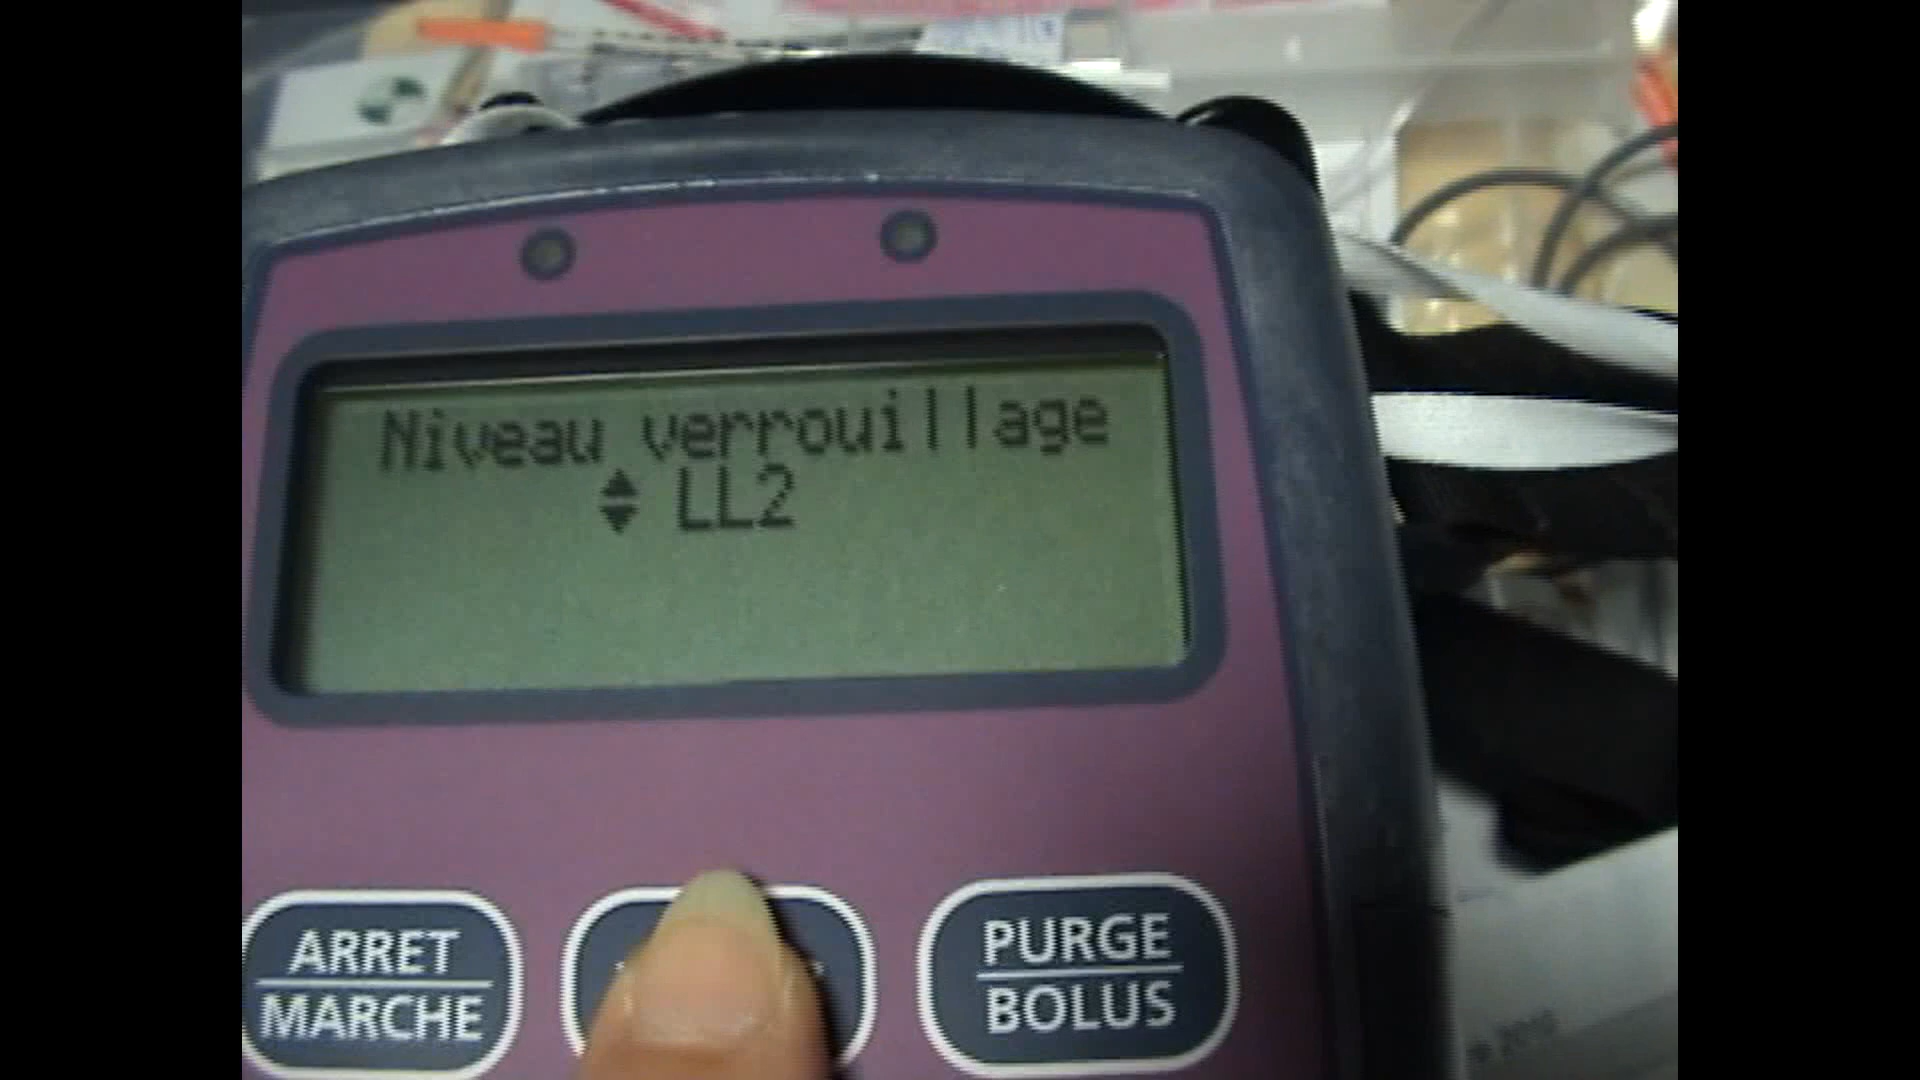 Niveau verrouillage
LL2
ARRET
MARCHE
PURGE
BOLUS